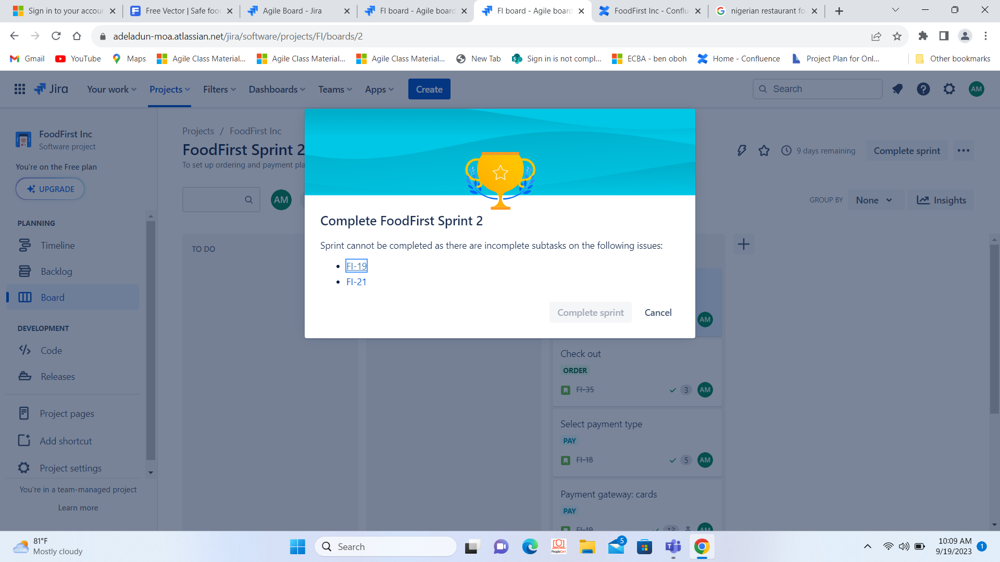 Sign in to your accoun
Free Vector | Safe foo
Agile Board - Jira
FI board - Agile board
FI board - Agile board
FoodFirst Inc - Conflu
nigerian restaurant fo
adeladun-moa.atlassian.net/jira/software/projects/FI/boards/2
Gmail
YouTube
Maps
Agile Class Material...
Agile Class Material...
Agile Class Material...
New Tab
Sign in is not compl...
ECBA - ben oboh
Home - Confluence
Project Plan for Onl...
Other bookmarks
Jira
Your work
Projects
Filters
Dashboards
Teams
Apps
Create
Search
AM
FoodFirst Inc
Software project
You're on the Free plan
UPGRADE
PLANNING
Timeline
Backlog
Board
DEVELOPMENT
Code
Releases
Project pages
Add shortcut
Project settings
You're in a team-managed project
Learn more
Projects / FoodFirst Inc
FoodFirst Sprint 2
To set up ordering and payment pla
9 days remaining
Complete sprint
AM
GROUP BY
None
Insights
TO DO
Complete FoodFirst Sprint 2
Sprint cannot be completed as there are incomplete subtasks on the following issues:
FI-19
FI-21
Complete sprint
Cancel
AM
Check out
ORDER
FI-35
3
AM
Select payment type
PAY
FI-18
5
AM
Payment gateway: cards
PAY
FI-19
13
AM
81°F
Mostly cloudy
Search
PeopleCert
5
10:09 AM
9/19/2023
1